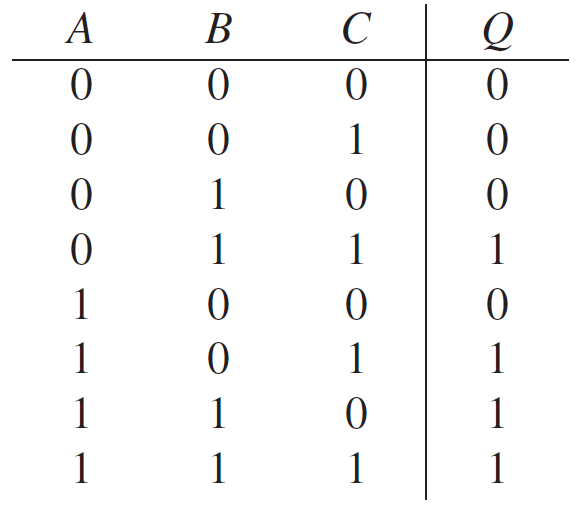 A B C Q
0 0 0 0
0 0 1 0
0 1 0 0
0 1 1 1
1 0 0 0
1 0 1 1
1 1 0 1
1 1 1 1